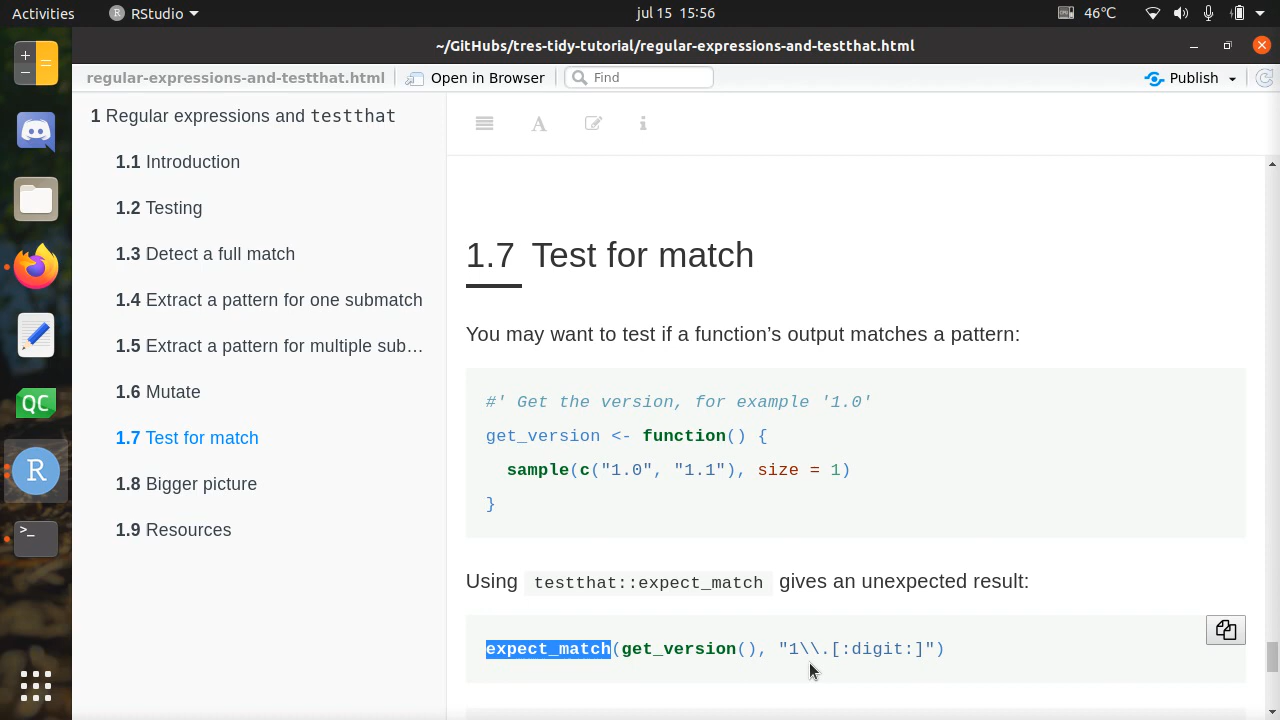 Activities
RStudio
jul 15 15:56
46°C
~/GitHubs/tres-tidy-tutorial/regular-expressions-and-testthat.html
regular-expressions-and-testthat.html
Open in Browser
Find
Publish
1 Regular expressions and testthat
1.1 Introduction
1.2 Testing
1.3 Detect a full match
1.4 Extract a pattern for one submatch
1.5 Extract a pattern for multiple sub…
1.6 Mutate
1.7 Test for match
1.8 Bigger picture
1.9 Resources
1.7 Test for match
You may want to test if a function’s output matches a pattern:
#' Get the version, for example '1.0'
get_version <- function() {
  sample(c("1.0", "1.1"), size = 1)
}
Using testthat::expect_match gives an unexpected result:
expect_match(get_version(), "1\\.[:digit:]")
QC
R
>_